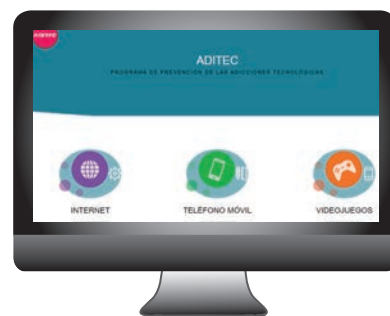 ADITEC
PROGRAMA DE PREVENCIÓN DE LAS ADICCIONES TECNOLÓGICAS
INTERNET
TELÉFONO MÓVIL
VIDEOJUEGOS